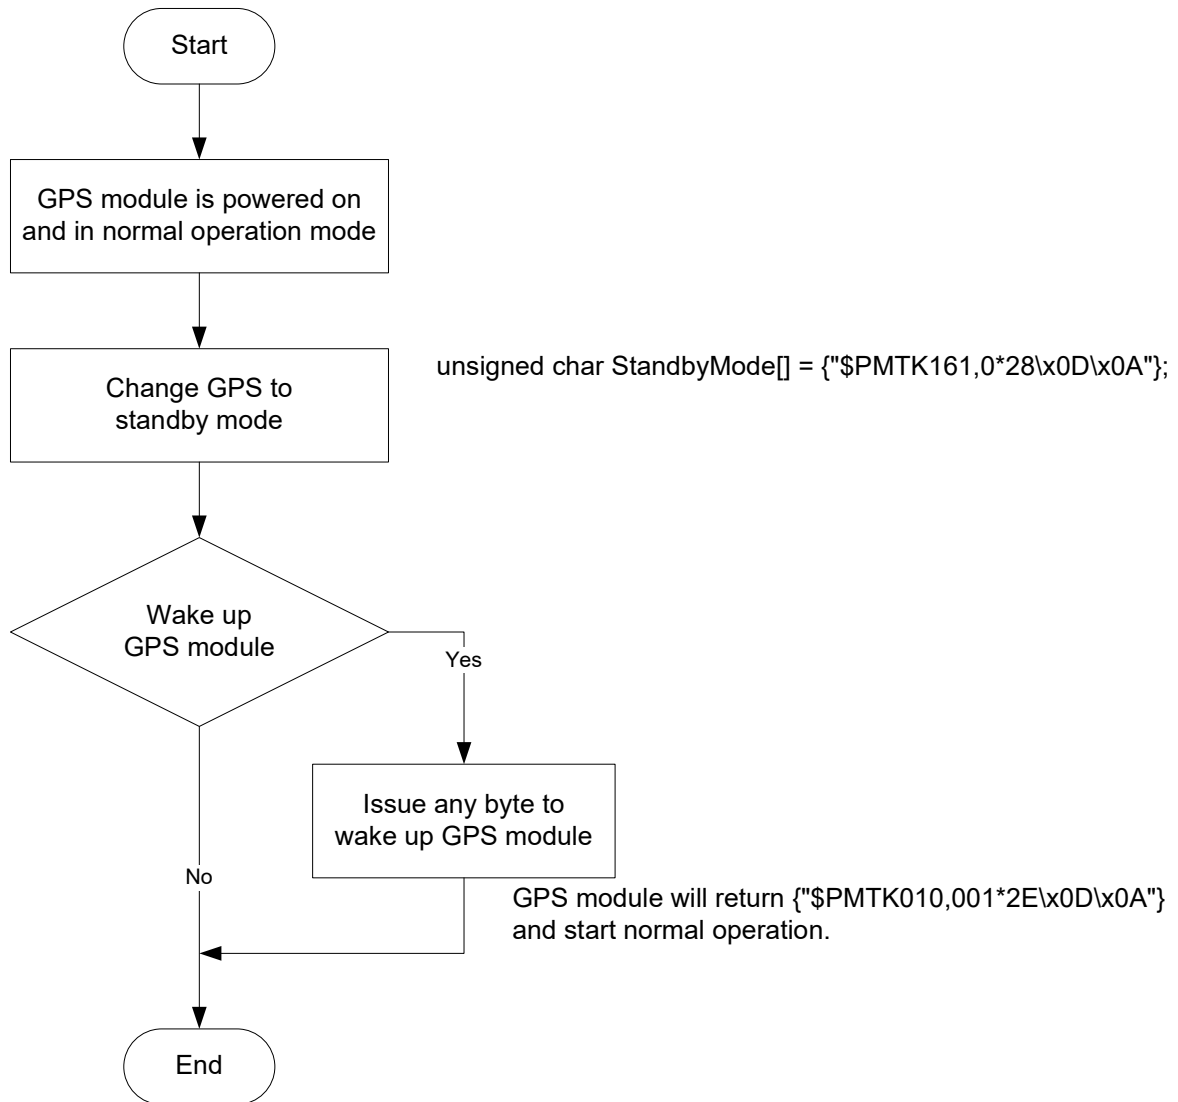 Start
GPS module is powered on
and in normal operation mode
Change GPS to
standby mode
unsigned char StandbyMode[] = {"$PMTK161,0*28\x0D\x0A"};
Wake up
GPS module
Yes
Issue any byte to
wake up GPS module
No
GPS module will return {"$PMTK010,001*2E\x0D\x0A"}
and start normal operation.
End